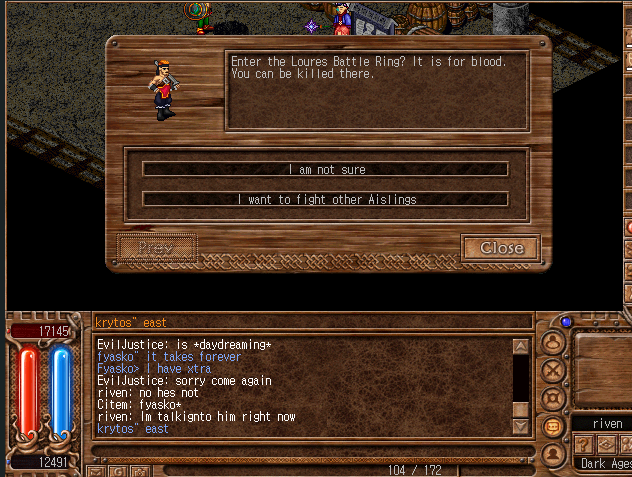 Enter the Loures Battle Ring? It is for blood.
You can be killed there.
I am not sure
I want to fight other Aislings
Prev
Close
krytos" east
17145
EvilJustice: is *daydreaming*
fyasko" it takes forever
Fyasko> I have xtra
EvilJustice: sorry come again
riven: no hes not
Citem: fyasko*
riven: Im talkignto him right now
krytos" east
12491
104 / 172
riven
Dark Ages